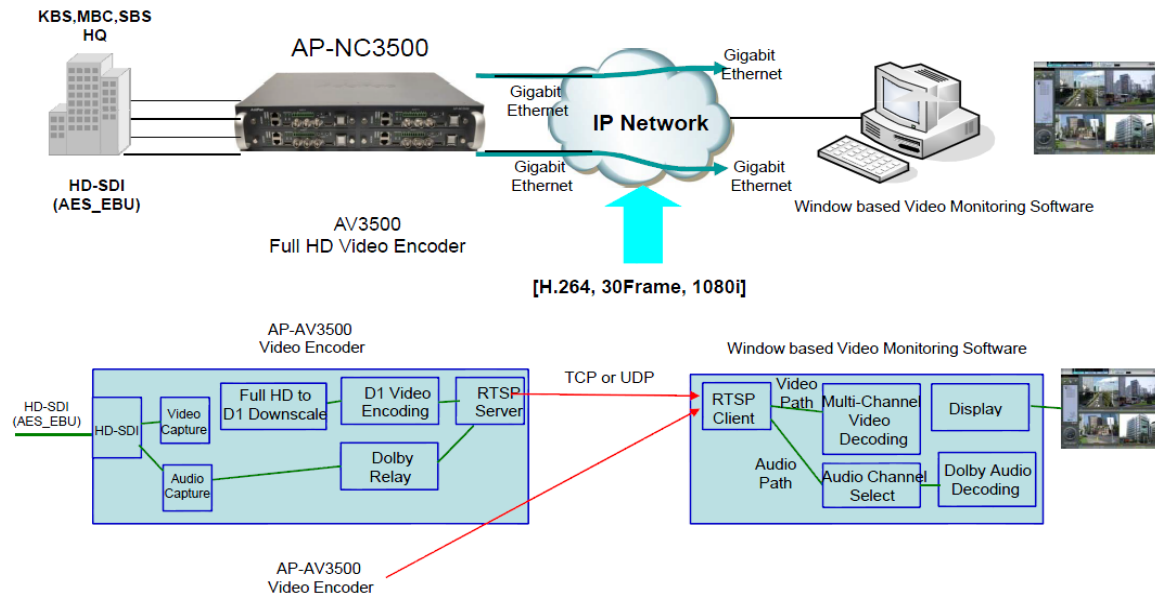 KBS,MBC,SBS
HQ
AP-NC3500
Gigabit
Ethernet
Gigabit
Ethernet
IP Network
Gigabit
Ethernet
Gigabit
Ethernet
HD-SDI
(AES_EBU)
AV3500
Full HD Video Encoder
Window based Video Monitoring Software
[H.264, 30Frame, 1080i]
AP-AV3500
Video Encoder
Window based Video Monitoring Software
HD-SDI
(AES_EBU)
HD-SDI
Video
Capture
Audio
Capture
Full HD to
D1 Downscale
D1 Video
Encoding
Dolby
Relay
RTSP
Server
TCP or UDP
RTSP
Client
Video
Path
Audio
Path
Multi-Channel
Video
Decoding
Audio Channel
Select
Display
Dolby Audio
Decoding
AP-AV3500
Video Encoder